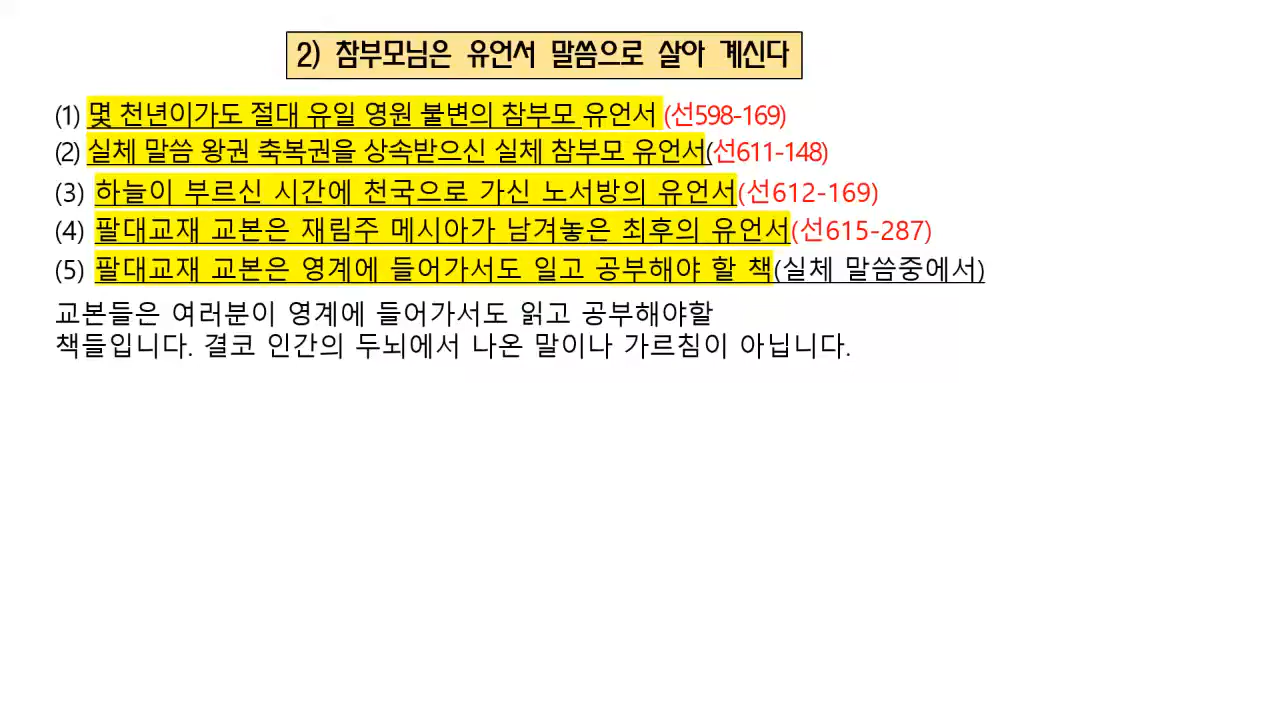 2) 참부모님은 유언서 말씀으로 살아 계신다
(1) 몇 천년이가도 절대 유일 영원 불변의 참부모 유언서 (선598-169)
(2) 실체 말씀 왕권 축복권을 상속받으신 실체 참부모 유언서(선611-148)
(3) 하늘이 부르신 시간에 천국으로 가신 노서방의 유언서(선612-169)
(4) 팔대교재 교본은 재림주 메시아가 남겨놓은 최후의 유언서(선615-287)
(5) 팔대교재 교본은 영계에 들어가서도 일고 공부해야 할 책(실체 말씀중에서)
교본들은 여러분이 영계에 들어가서도 읽고 공부해야할
책들입니다. 결코 인간의 두뇌에서 나온 말이나 가르침이 아닙니다.